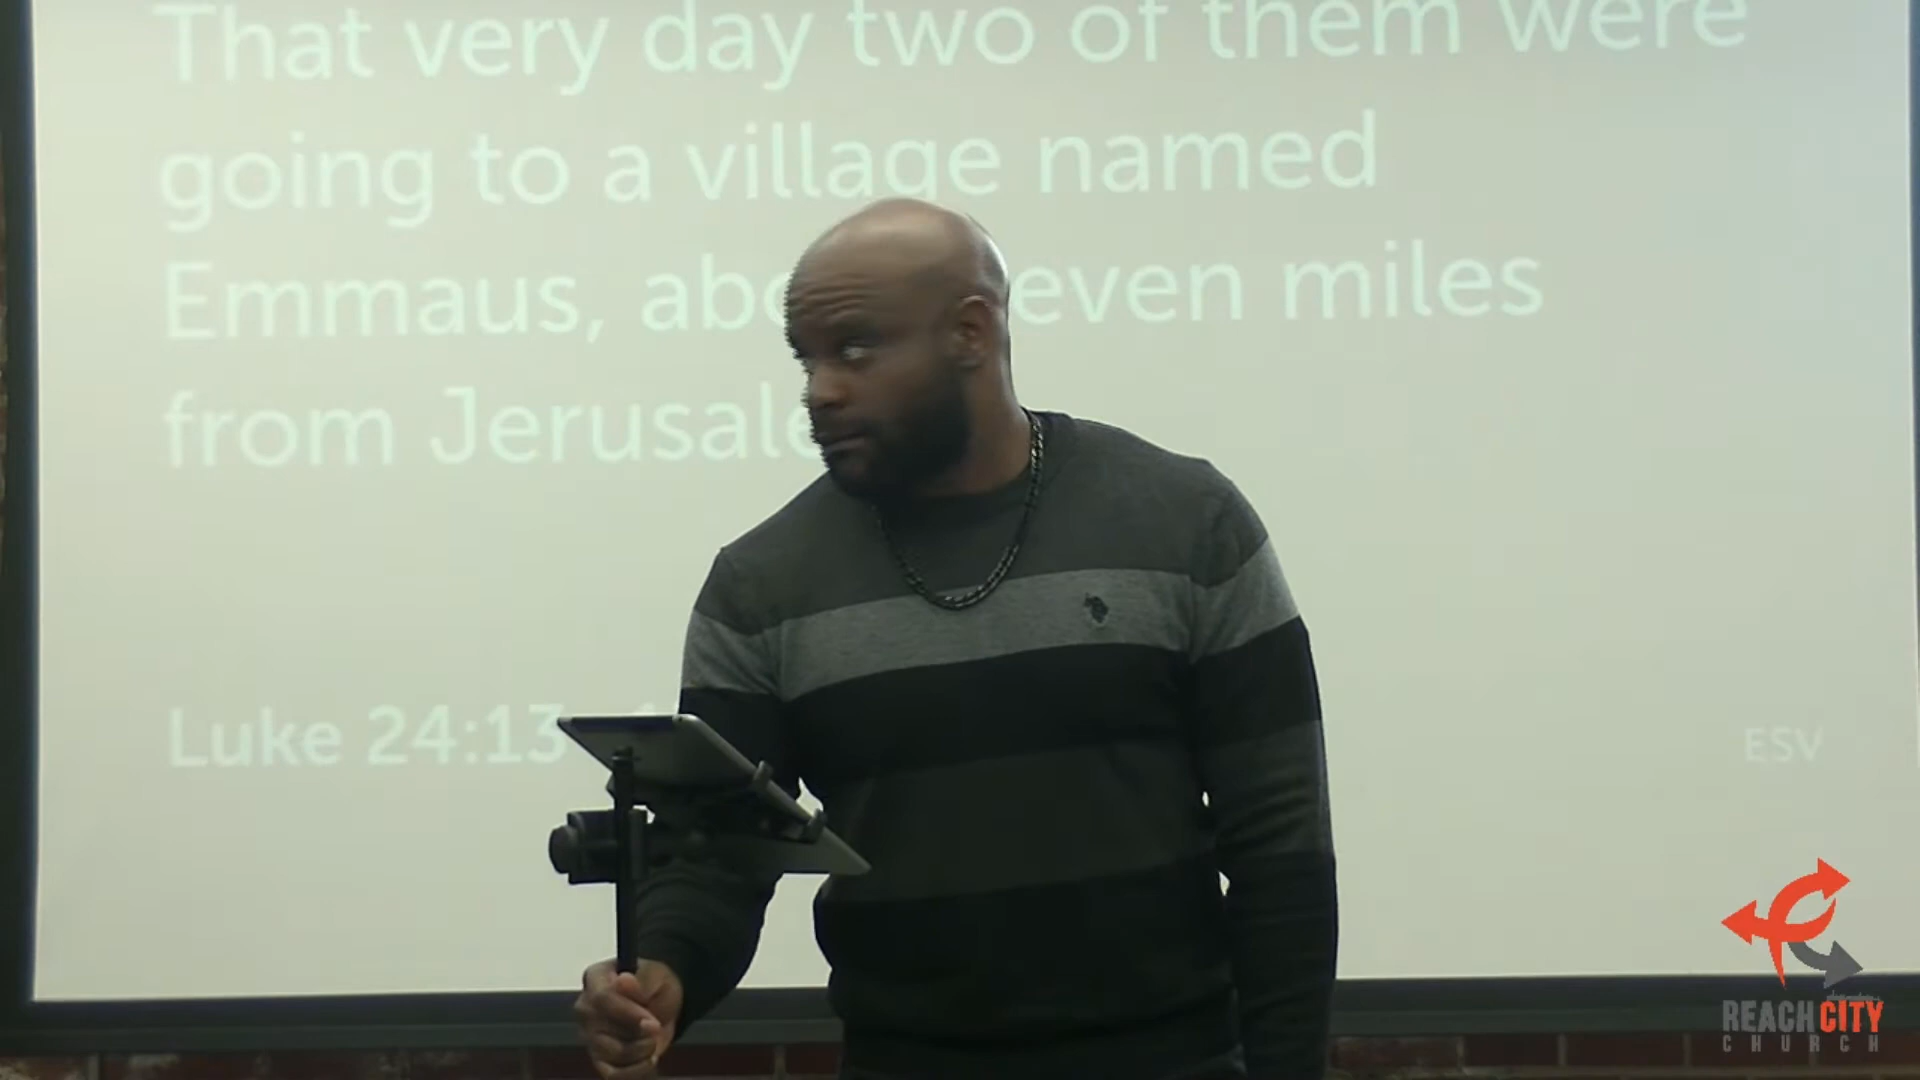 That very day two of them were
going to a village named
Emmaus, abo even miles
from Jerusale
Luke 24:13
ESV
REACH CITY
CHURCH